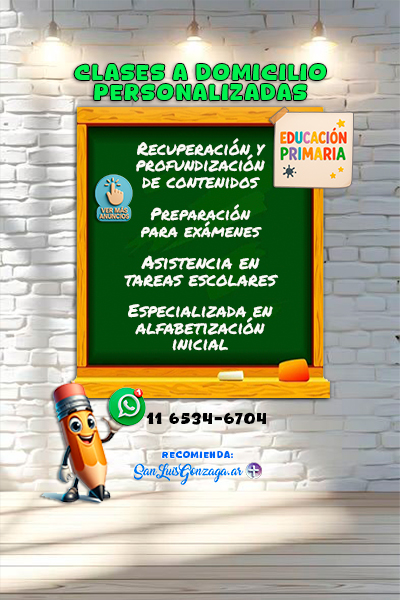 CLASES A DOMICILIO
PERSONALIZADAS
EDUCACIÓN
PRIMARIA
Recuperación y
profundización
de contenidos
VER MÁS
ANUNCIOS
Preparación
para exámenes
Asistencia en
tareas escolares
Especializada en
alfabetización
inicial
1
11 6534-6704
RECOMIENDA:
SanLuisGonzaga.ar